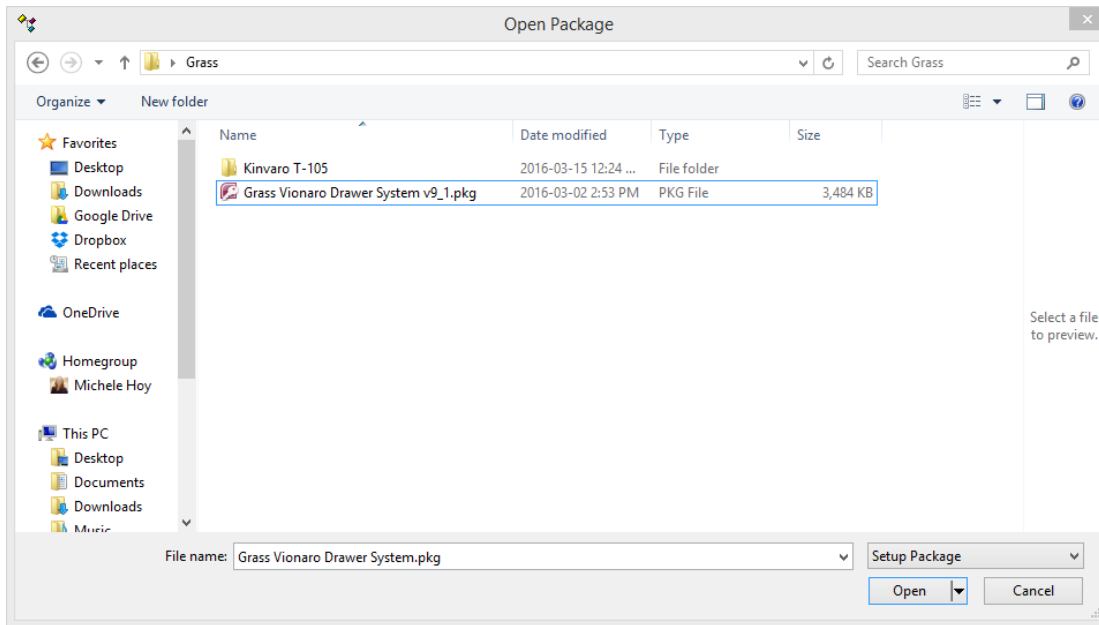 Open Package
Grass
Search Grass
Organize
New folder
Name
Date modified
Type
Size
Kinvaro T-105
2016-03-15 12:24 ...
File folder
Grass Vionaro Drawer System v9_1.pkg
2016-03-02 2:53 PM
PKG File
3,484 KB
Favorites
Desktop
Downloads
Google Drive
Dropbox
Recent places
OneDrive
Homegroup
Michele Hoy
This PC
Desktop
Documents
Downloads
Music
Select a file
to preview.
File name:
Grass Vionaro Drawer System.pkg
Setup Package
Open
Cancel